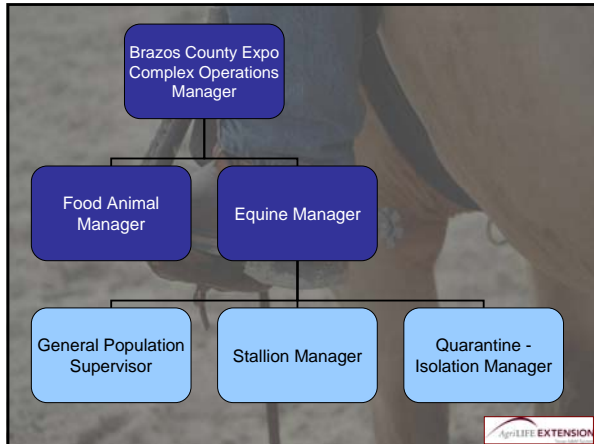 Brazos County Expo
Complex Operations
Manager
Food Animal
Manager
Equine Manager
General Population
Supervisor
Stallion Manager
Quarantine -
Isolation Manager
AgriLIFE EXTENSION